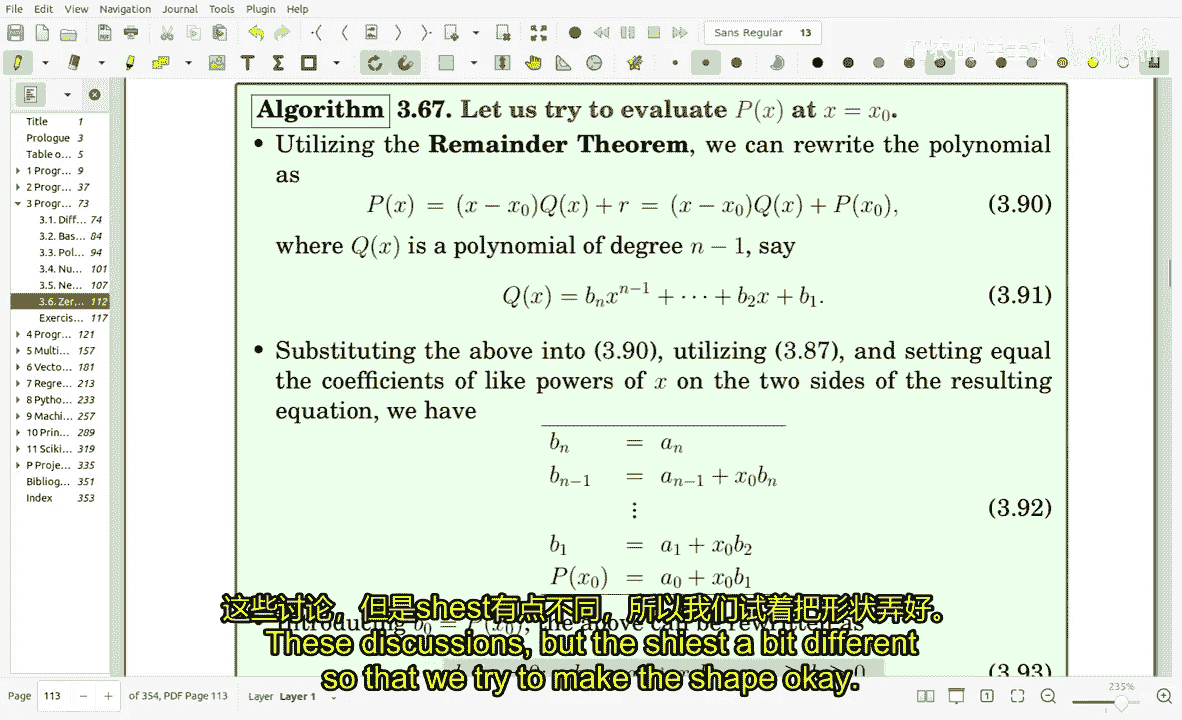 File Edit View Navigation Journal Tools Plugin Help
Sans Regular 13
Title 1
Prologue 3
Table o... 5
1 Progr... 9
2 Progr... 37
3 Progr... 73
3.1. Diff... 74
3.2. Bas... 84
3.3. Pol... 94
3.4. Nu... 101
3.5. Ne... 107
3.6. Zer,... 112
Exercis... 117
4 Progr... 121
5 Multi... 157
6 Vecto... 181
7 Regre... 213
8 Pytho... 233
9 Machi... 257
10 Prin... 289
11 Sciki... 319
P Proje... 335
Bibliog... 351
Index 353
Algorithm 3.67. Let us try to evaluate P(x) at x = x₀.
• Utilizing the Remainder Theorem, we can rewrite the polynomial
as
P(x) = (x − x₀)Q(x) + r = (x − x₀)Q(x) + P(x₀), (3.90)
where Q(x) is a polynomial of degree n − 1, say
Q(x) = bₙxⁿ⁻¹ + ⋯ + b₂x + b₁. (3.91)
• Substituting the above into (3.90), utilizing (3.87), and setting equal
the coefficients of like powers of x on the two sides of the resulting
equation, we have
bₙ = aₙ
bₙ₋₁ = aₙ₋₁ + x₀bₙ
⋮ (3.92)
b₁ = a₁ + x₀b₂
P(x₀) = a₀ + x₀b₁
Introducing b₀ = P(x₀), the above can be rewritten as
(3.93)
这些讨论，但是shest有点不同，所以我们试着把形状弄好。
These discussions, but the shiest a bit different
so that we try to make the shape okay.
Page 113 of 354, PDF Page 113 Layer Layer 1 235%